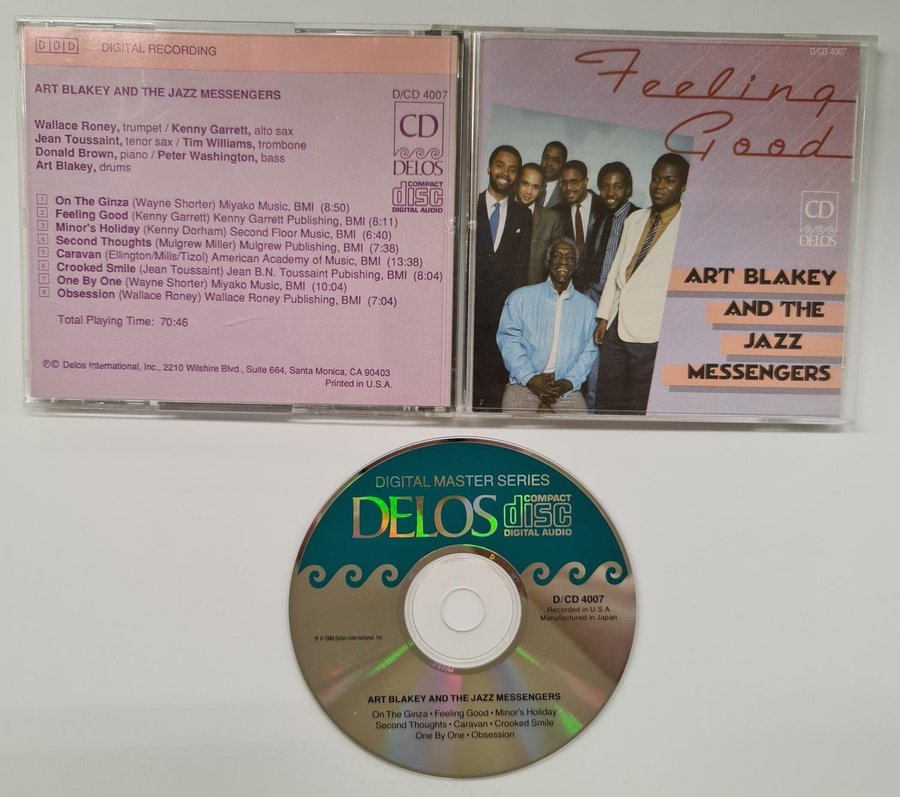 DDD DIGITAL RECORDING
ART BLAKEY AND THE JAZZ MESSENGERS
D/CD 4007
CD
DELOS
COMPACT
disc
DIGITAL AUDIO
Wallace Roney, trumpet / Kenny Garrett, alto sax
Jean Toussaint, tenor sax / Tim Williams, trombone
Donald Brown, piano / Peter Washington, bass
Art Blakey, drums
1 On The Ginza (Wayne Shorter) Miyako Music, BMI (8:50)
2 Feeling Good (Kenny Garrett) Kenny Garrett Publishing, BMI (8:11)
3 Minor's Holiday (Kenny Dorham) Second Floor Music, BMI (6:40)
4 Second Thoughts (Mulgrew Miller) Mulgrew Publishing, BMI (7:38)
5 Caravan (Ellington/Mills/Tizol) American Academy of Music, BMI (13:38)
6 Crooked Smile (Jean Toussaint) Jean B.N. Toussaint Pubishing, BMI (8:04)
7 One By One (Wayne Shorter) Miyako Music, BMI (10:04)
8 Obsession (Wallace Roney) Wallace Roney Publishing, BMI (7:04)
Total Playing Time: 70:46
℗© Delos International, Inc., 2210 Wilshire Blvd., Suite 664, Santa Monica, CA 90403
Printed in U.S.A.
D/CD 4007
Feeling
Good
CD
DELOS
ART BLAKEY
AND THE
JAZZ
MESSENGERS
2
DIGITAL MASTER SERIES
DELOS
COMPACT
disc
DIGITAL AUDIO
D/CD 4007
Recorded in U.S.A.
Manufactured in Japan
℗ © 1986 Delos International, Inc.
ART BLAKEY AND THE JAZZ MESSENGERS
On The Ginza • Feeling Good • Minor's Holiday
Second Thoughts • Caravan • Crooked Smile
One By One • Obsession